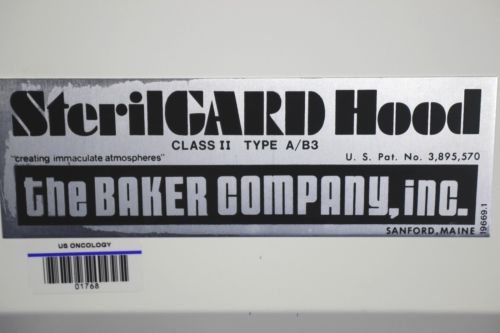 SterilGARD Hood
CLASS II TYPE A/B3
"creating immaculate atmospheres" U. S. Pat. No. 3,895,570
the BAKER COMPANY, inc.
SANFORD, MAINE
19669.1
US ONCOLOGY
01768